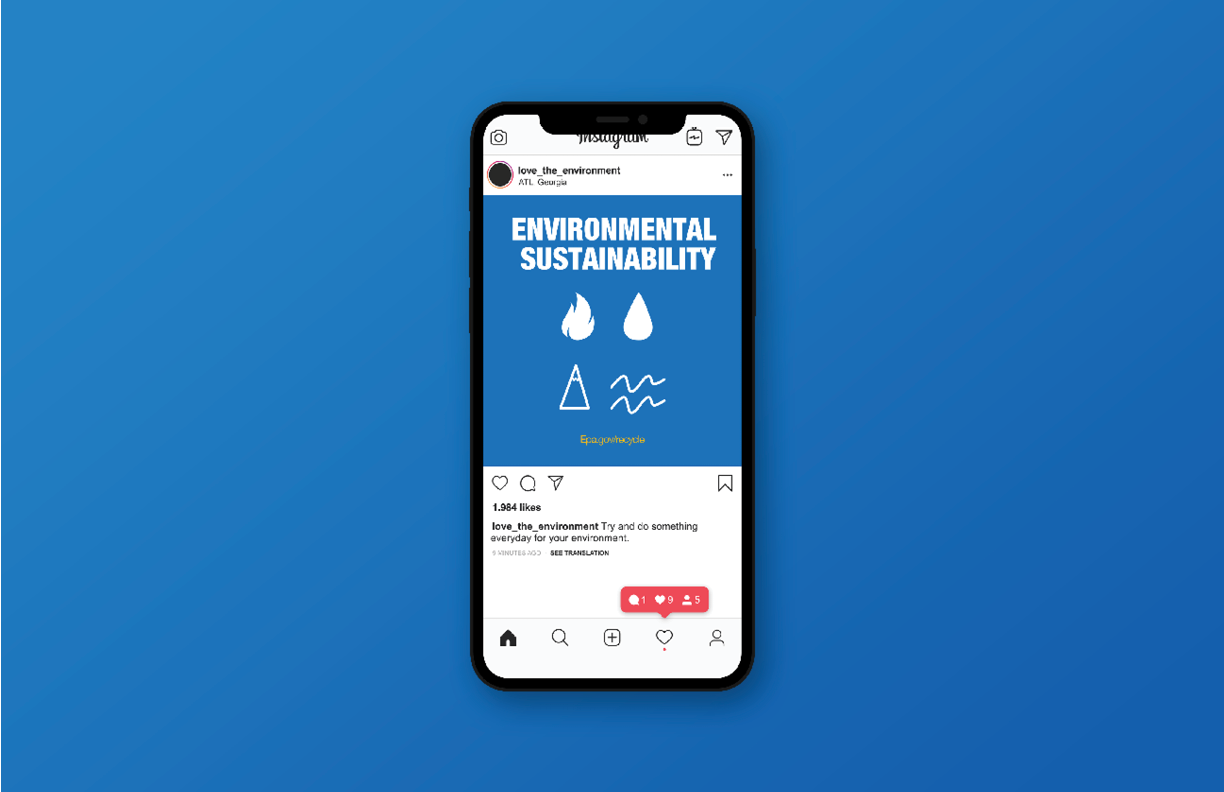 Instagram
love_the_environment
ATL Georgia
ENVIRONMENTAL
SUSTAINABILITY
Epa.gov/recycle
1.984 likes
love_the_environment Try and do something
everyday for your environment.
MINUTES AGO SEE TRANSLATION
1 9 5